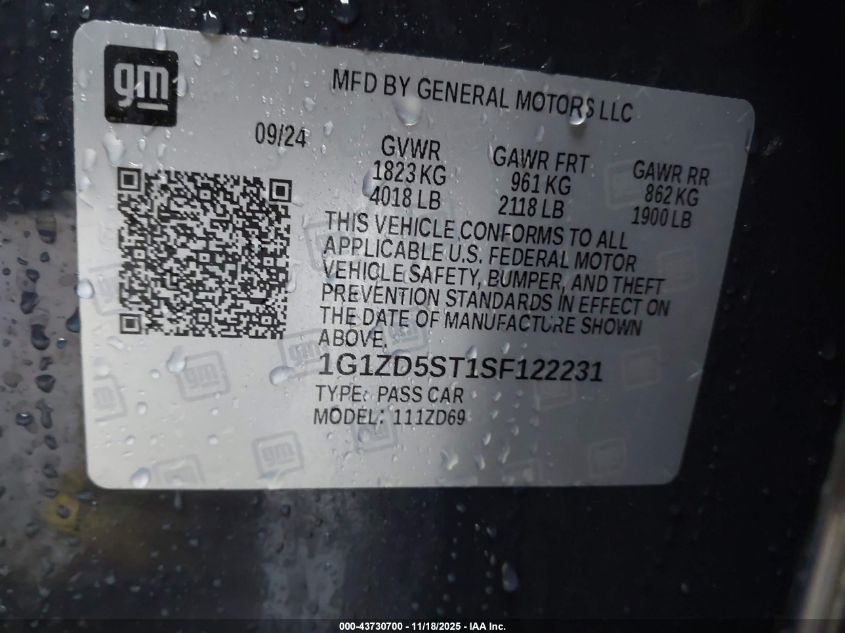 gm
MFD BY GENERAL MOTORS LLC
09/24
GVWR
1823 KG
4018 LB
GAWR FRT
961 KG
2118 LB
GAWR RR
862 KG
1900 LB
THIS VEHICLE CONFORMS TO ALL
APPLICABLE U.S. FEDERAL MOTOR
VEHICLE SAFETY, BUMPER, AND THEFT
PREVENTION STANDARDS IN EFFECT ON
THE DATE OF MANUFACTURE SHOWN
ABOVE.
1G1ZD5ST1SF122231
TYPE: PASS CAR
MODEL: 111ZD69
000-43730700 - 11/18/2025 - IAA Inc.